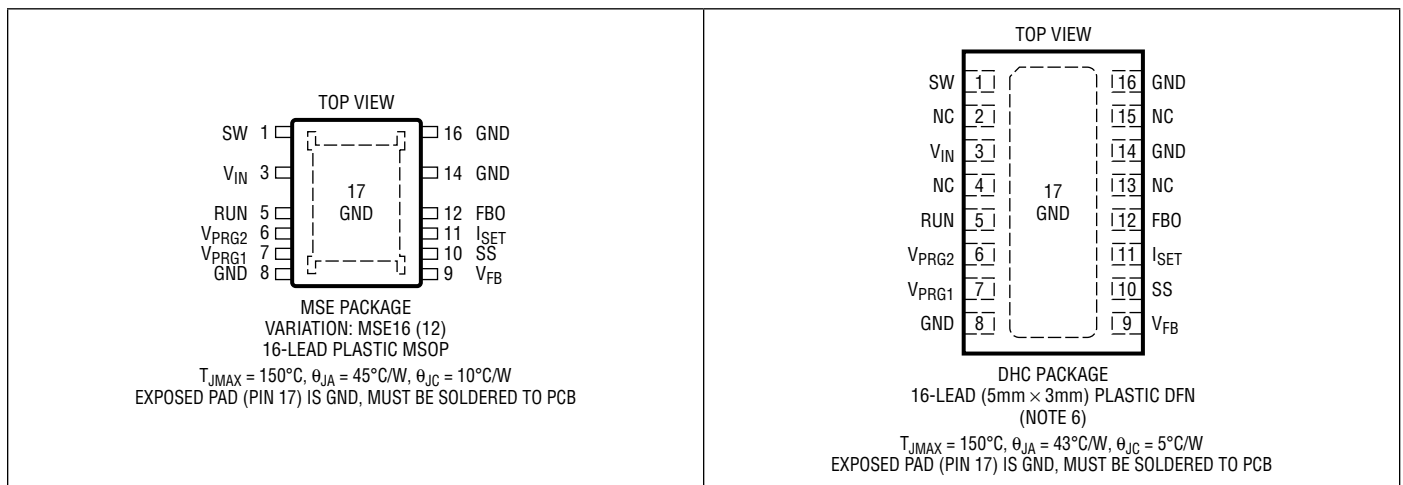 TOP VIEW
SW 1
V_IN 3
RUN 5
V_PRG2 6
V_PRG1 7
GND 8
17
GND
16 GND
14 GND
12 FBO
11 I_SET
10 SS
9 V_FB
MSE PACKAGE
VARIATION: MSE16 (12)
16-LEAD PLASTIC MSOP
T_JMAX = 150°C, θ_JA = 45°C/W, θ_JC = 10°C/W
EXPOSED PAD (PIN 17) IS GND, MUST BE SOLDERED TO PCB
TOP VIEW
SW 1
NC 2
V_IN 3
NC 4
RUN 5
V_PRG2 6
V_PRG1 7
GND 8
17
GND
16 GND
15 NC
14 GND
13 NC
12 FBO
11 I_SET
10 SS
9 V_FB
DHC PACKAGE
16-LEAD (5mm × 3mm) PLASTIC DFN
(NOTE 6)
T_JMAX = 150°C, θ_JA = 43°C/W, θ_JC = 5°C/W
EXPOSED PAD (PIN 17) IS GND, MUST BE SOLDERED TO PCB